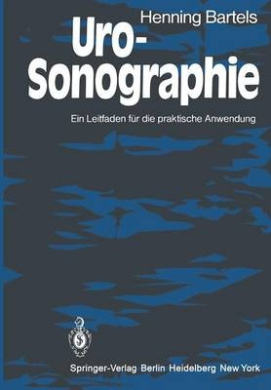 Henning Bartels
Uro-
Sonographie
Ein Leitfaden für die praktische Anwendung
Springer-Verlag Berlin Heidelberg New York